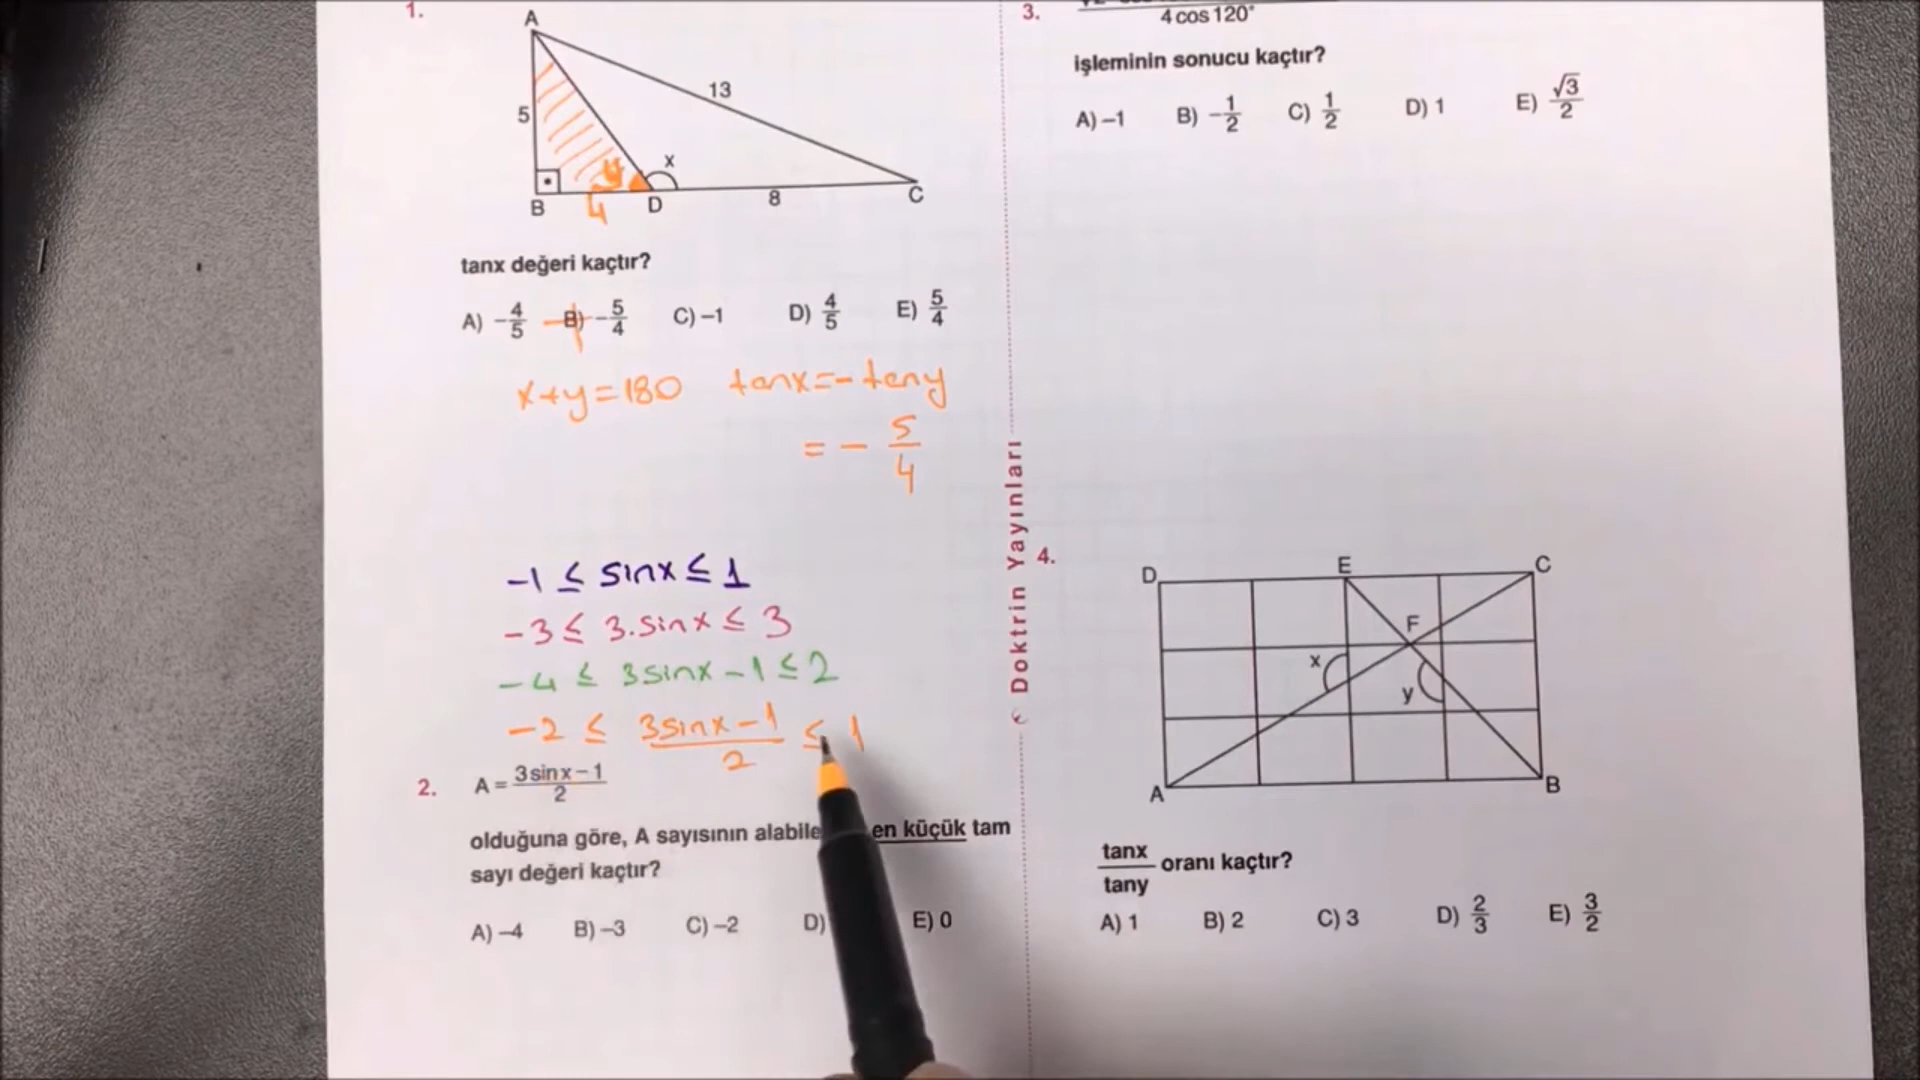 1.
A
13
5
x
y
B
4
D
8
C
tanx değeri kaçtır?
A) -4/5 B) -5/4 C) -1 D) 4/5 E) 5/4
x+y=180 tanx=-tany
= - 5/4
-1 ≤ sinx ≤ 1
-3 ≤ 3.sinx ≤ 3
-4 ≤ 3sinx-1 ≤ 2
-2 ≤ 3sinx-1/2 ≤ 1
2. A = 3sinx-1/2
olduğuna göre, A sayısının alabile en küçük tam
sayı değeri kaçtır?
A) -4 B) -3 C) -2 D) E) 0
Doktrin Yayınları
3.
4 cos 120°
işleminin sonucu kaçtır?
A) -1 B) -1/2 C) 1/2 D) 1 E) √3/2
4.
D E C
F
x
y
A B
tanx/tany oranı kaçtır?
A) 1 B) 2 C) 3 D) 2/3 E) 3/2